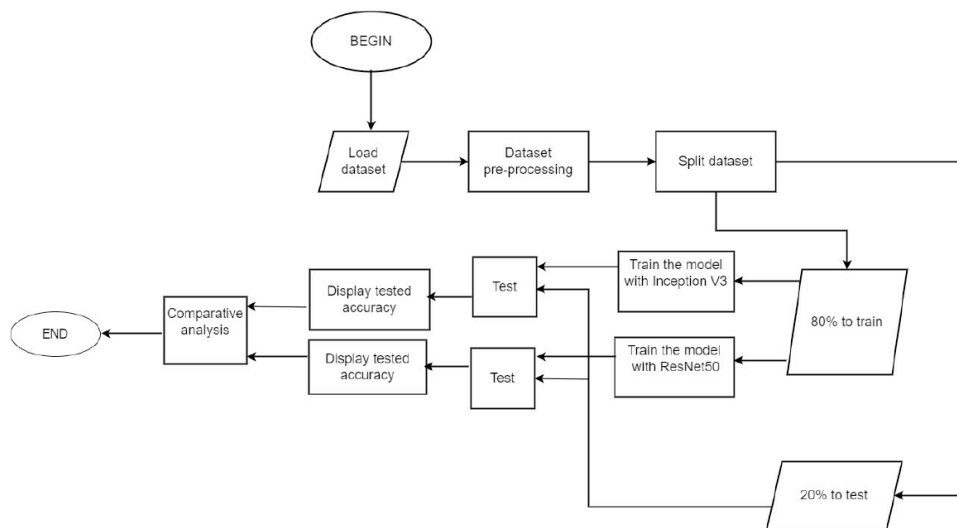 BEGIN
Load
dataset
Dataset
pre-processing
Split dataset
Train the model
with Inception V3
Test
Display tested
accuracy
Comparative
analysis
END
80% to train
Train the model
with ResNet50
Test
Display tested
accuracy
20% to test